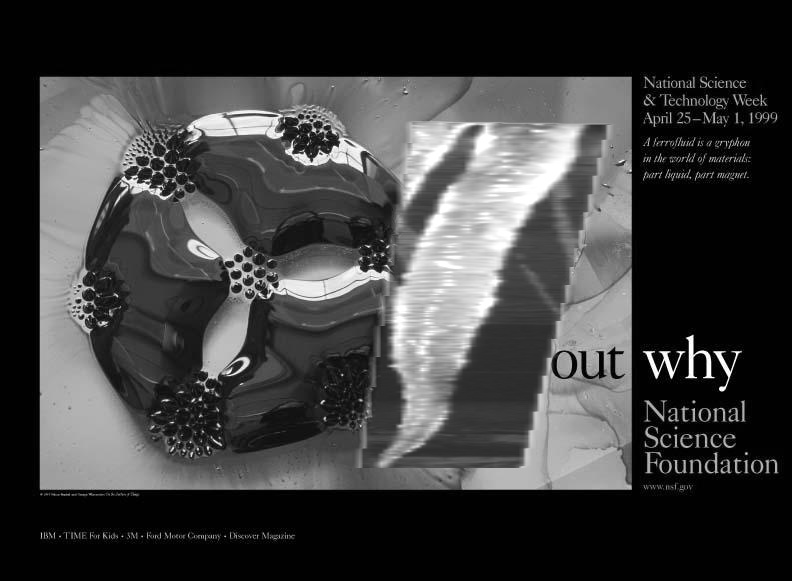 National Science
& Technology Week
April 25–May 1, 1999
A ferrofluid is a gryphon
in the world of materials:
part liquid, part magnet.
out why
National
Science
Foundation
www.nsf.gov
IBM • TIME For Kids • 3M • Ford Motor Company • Discover Magazine